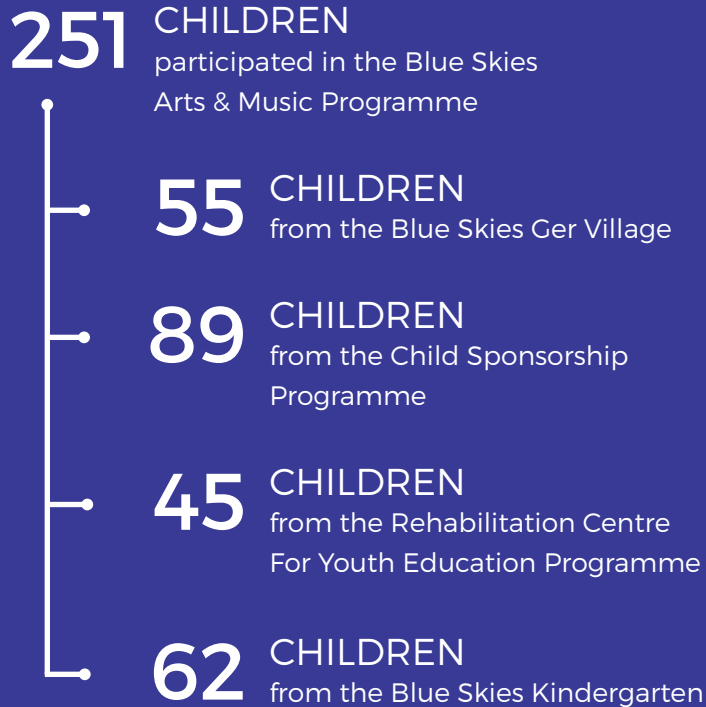 251 CHILDREN
participated in the Blue Skies
Arts & Music Programme
55 CHILDREN
from the Blue Skies Ger Village
89 CHILDREN
from the Child Sponsorship
Programme
45 CHILDREN
from the Rehabilitation Centre
For Youth Education Programme
62 CHILDREN
from the Blue Skies Kindergarten